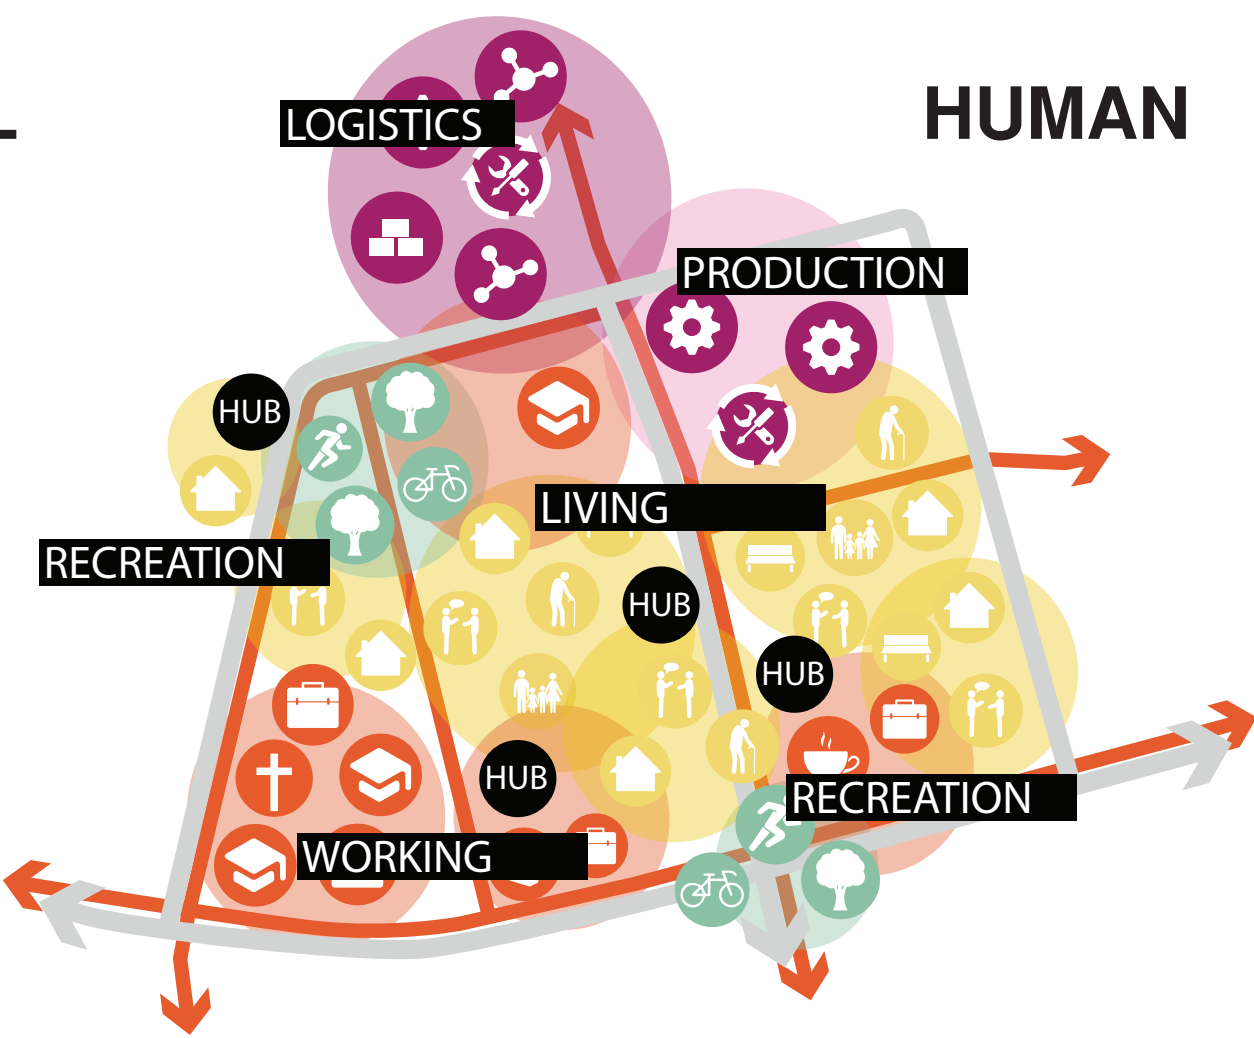 HUMAN
LOGISTICS
PRODUCTION
HUB
LIVING
RECREATION
HUB
HUB
HUB
RECREATION
WORKING